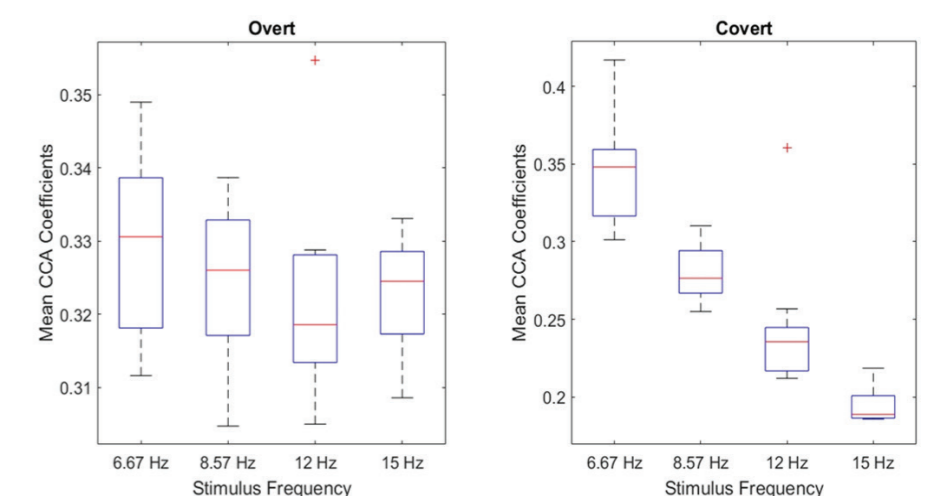 Overt
Mean CCA Coefficients
0.35
0.34
0.33
0.32
0.31
6.67 Hz 8.57 Hz 12 Hz 15 Hz
Stimulus Frequency
Covert
Mean CCA Coefficients
0.4
0.35
0.3
0.25
0.2
6.67 Hz 8.57 Hz 12 Hz 15 Hz
Stimulus Frequency